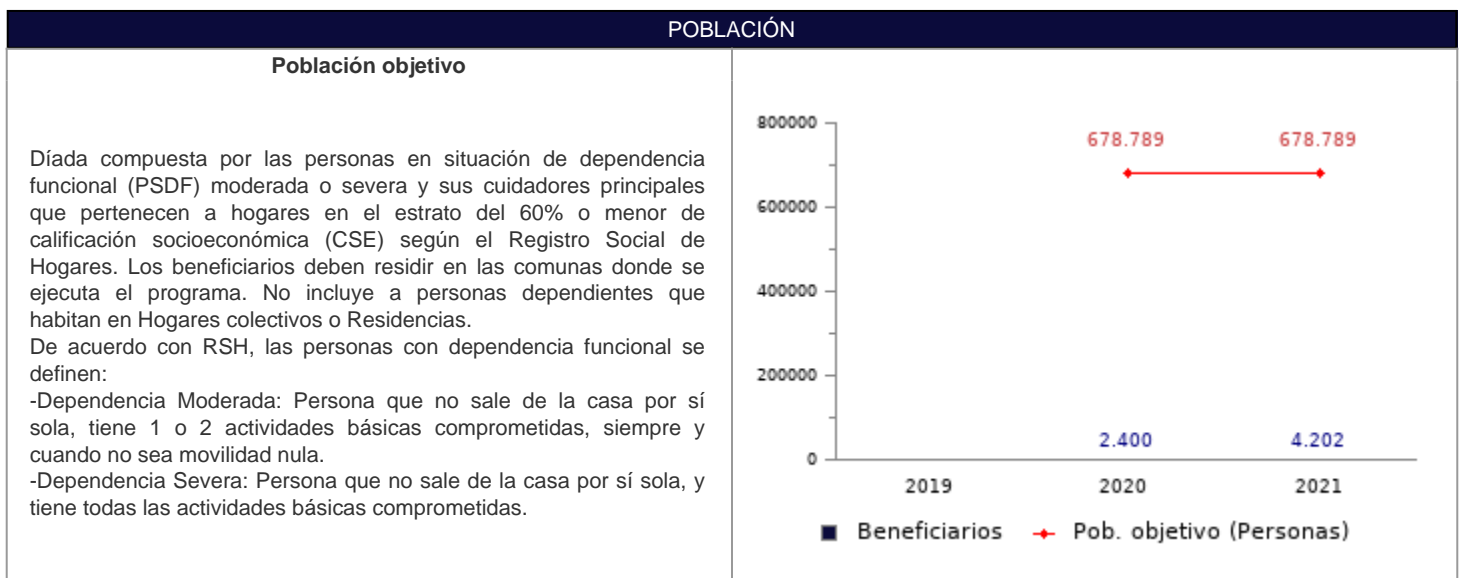 POBLACIÓN
Población objetivo
Díada compuesta por las personas en situación de dependencia
funcional (PSDF) moderada o severa y sus cuidadores principales
que pertenecen a hogares en el estrato del 60% o menor de
calificación socioeconómica (CSE) según el Registro Social de
Hogares. Los beneficiarios deben residir en las comunas donde se
ejecuta el programa. No incluye a personas dependientes que
habitan en Hogares colectivos o Residencias.
De acuerdo con RSH, las personas con dependencia funcional se
definen:
-Dependencia Moderada: Persona que no sale de la casa por sí
sola, tiene 1 o 2 actividades básicas comprometidas, siempre y
cuando no sea movilidad nula.
-Dependencia Severa: Persona que no sale de la casa por sí sola, y
tiene todas las actividades básicas comprometidas.
800000
678.789 678.789
600000
400000
200000
2.400 4.202
0
2019 2020 2021
Beneficiarios Pob. objetivo (Personas)